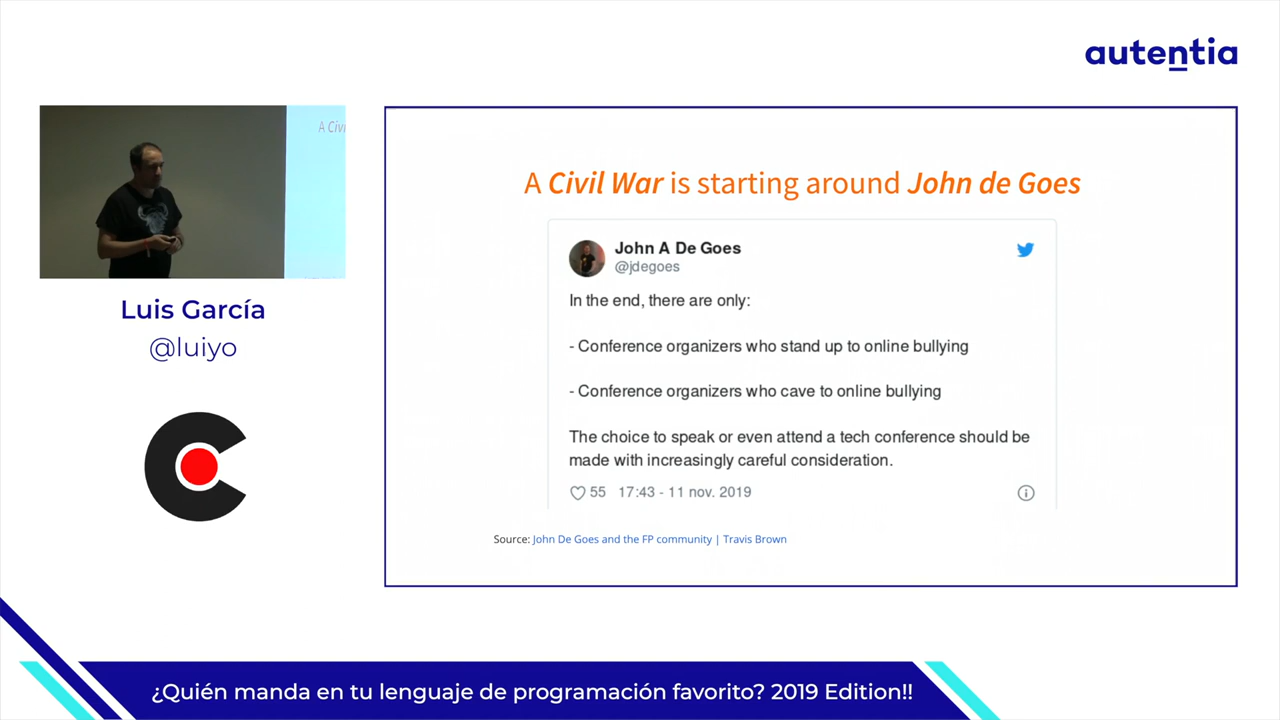 autentia
A Civi
Luis García
@luiyo
A Civil War is starting around John de Goes
John A De Goes
@jdegoes
In the end, there are only:
- Conference organizers who stand up to online bullying
- Conference organizers who cave to online bullying
The choice to speak or even attend a tech conference should be
made with increasingly careful consideration.
55 17:43 - 11 nov. 2019
Source: John De Goes and the FP community | Travis Brown
¿Quién manda en tu lenguaje de programación favorito? 2019 Edition!!